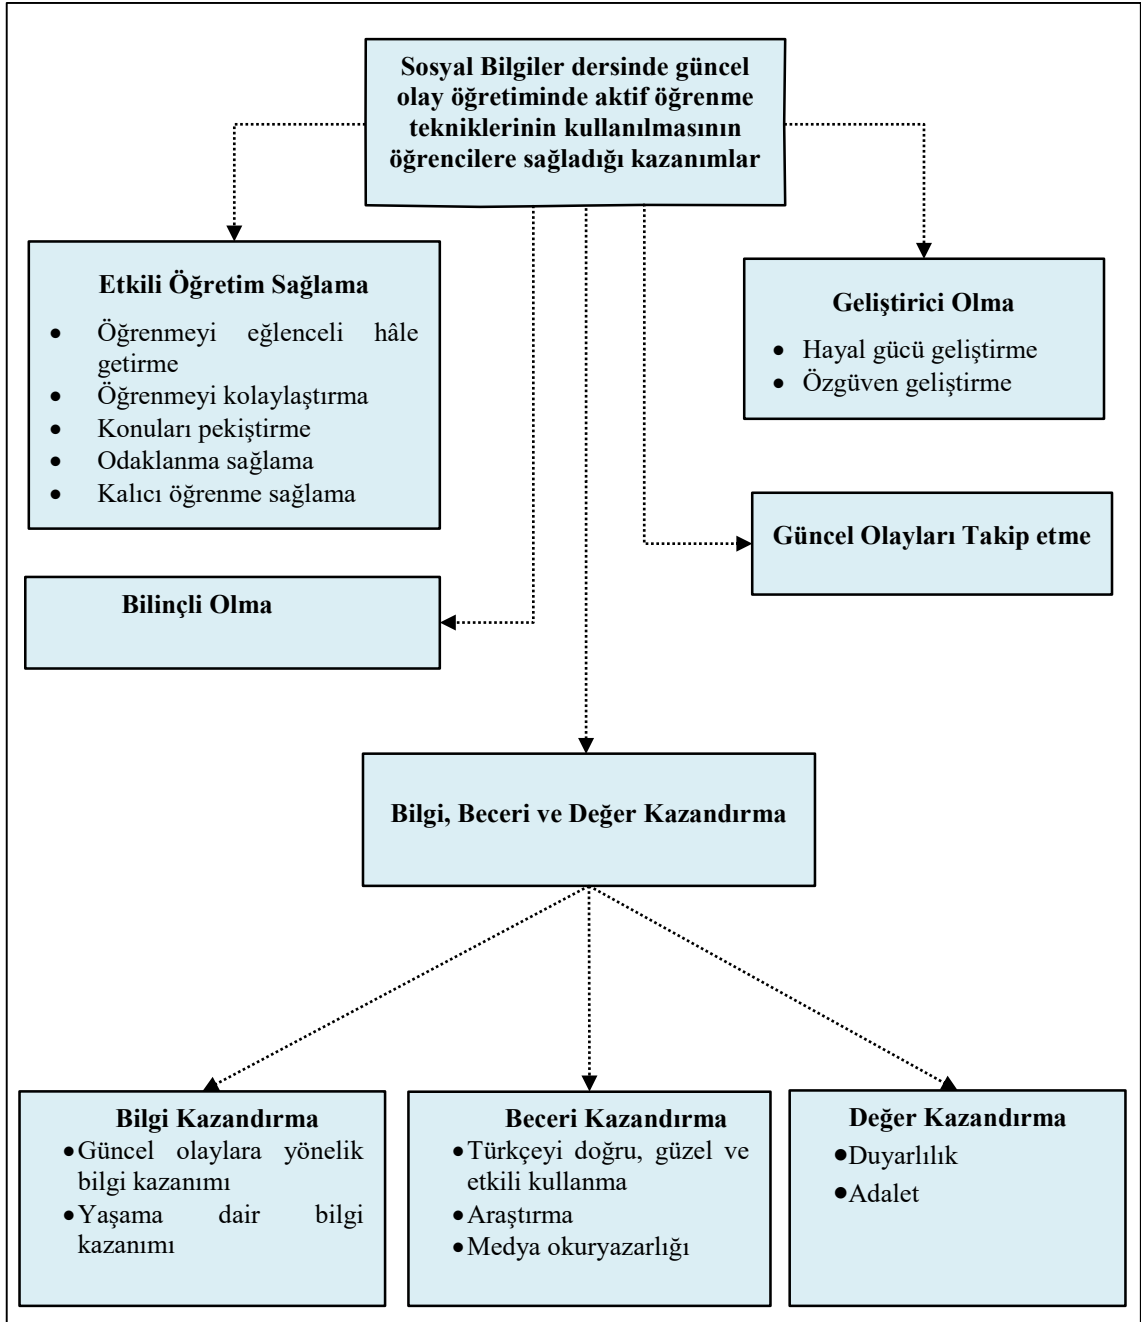 Sosyal Bilgiler dersinde güncel
olay öğretiminde aktif öğrenme
tekniklerinin kullanılmasının
öğrencilere sağladığı kazanımlar
Etkili Öğretim Sağlama
• Öğrenmeyi eğlenceli hâle
getirme
• Öğrenmeyi kolaylaştırma
• Konuları pekiştirme
• Odaklanma sağlama
• Kalıcı öğrenme sağlama
Geliştirici Olma
• Hayal gücü geliştirme
• Özgüven geliştirme
Güncel Olayları Takip etme
Bilinçli Olma
Bilgi, Beceri ve Değer Kazandırma
Bilgi Kazandırma
• Güncel olaylara yönelik
bilgi kazanımı
• Yaşama dair bilgi
kazanımı
Beceri Kazandırma
• Türkçeyi doğru, güzel ve
etkili kullanma
• Araştırma
• Medya okuryazarlığı
Değer Kazandırma
• Duyarlılık
• Adalet